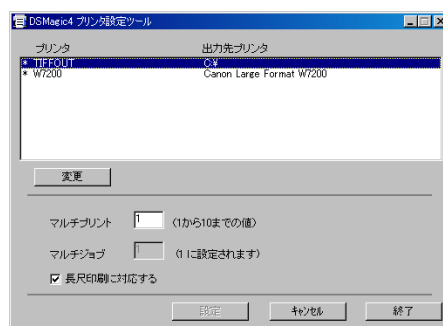 DSMagic4 プリンタ設定ツール
プリンタ 出力先プリンタ
* TIFFOUT C:¥
* W7200 Canon Large Format W7200
変更
マルチプリント 1 (1から10までの値)
マルチジョブ 1 (1 に設定されます)
長尺印刷に対応する
設定 キャンセル 終了